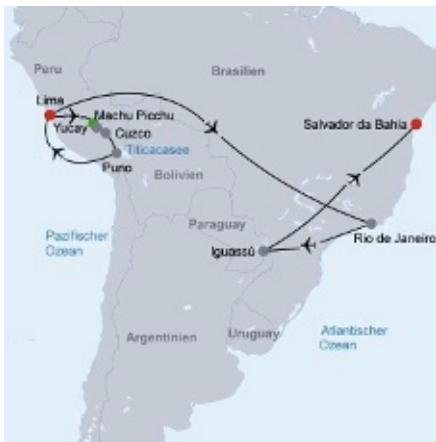 Peru
Brasilien
Lima
Machu Picchu
Yucay
Cuzco
Salvador da Bahia
Titicacasee
Puno
Bolivien
Paraguay
Pazifischer
Ozean
Rio de Janeiro
Iguassú
Argentinien
Uruguay
Atlantischer
Ozean